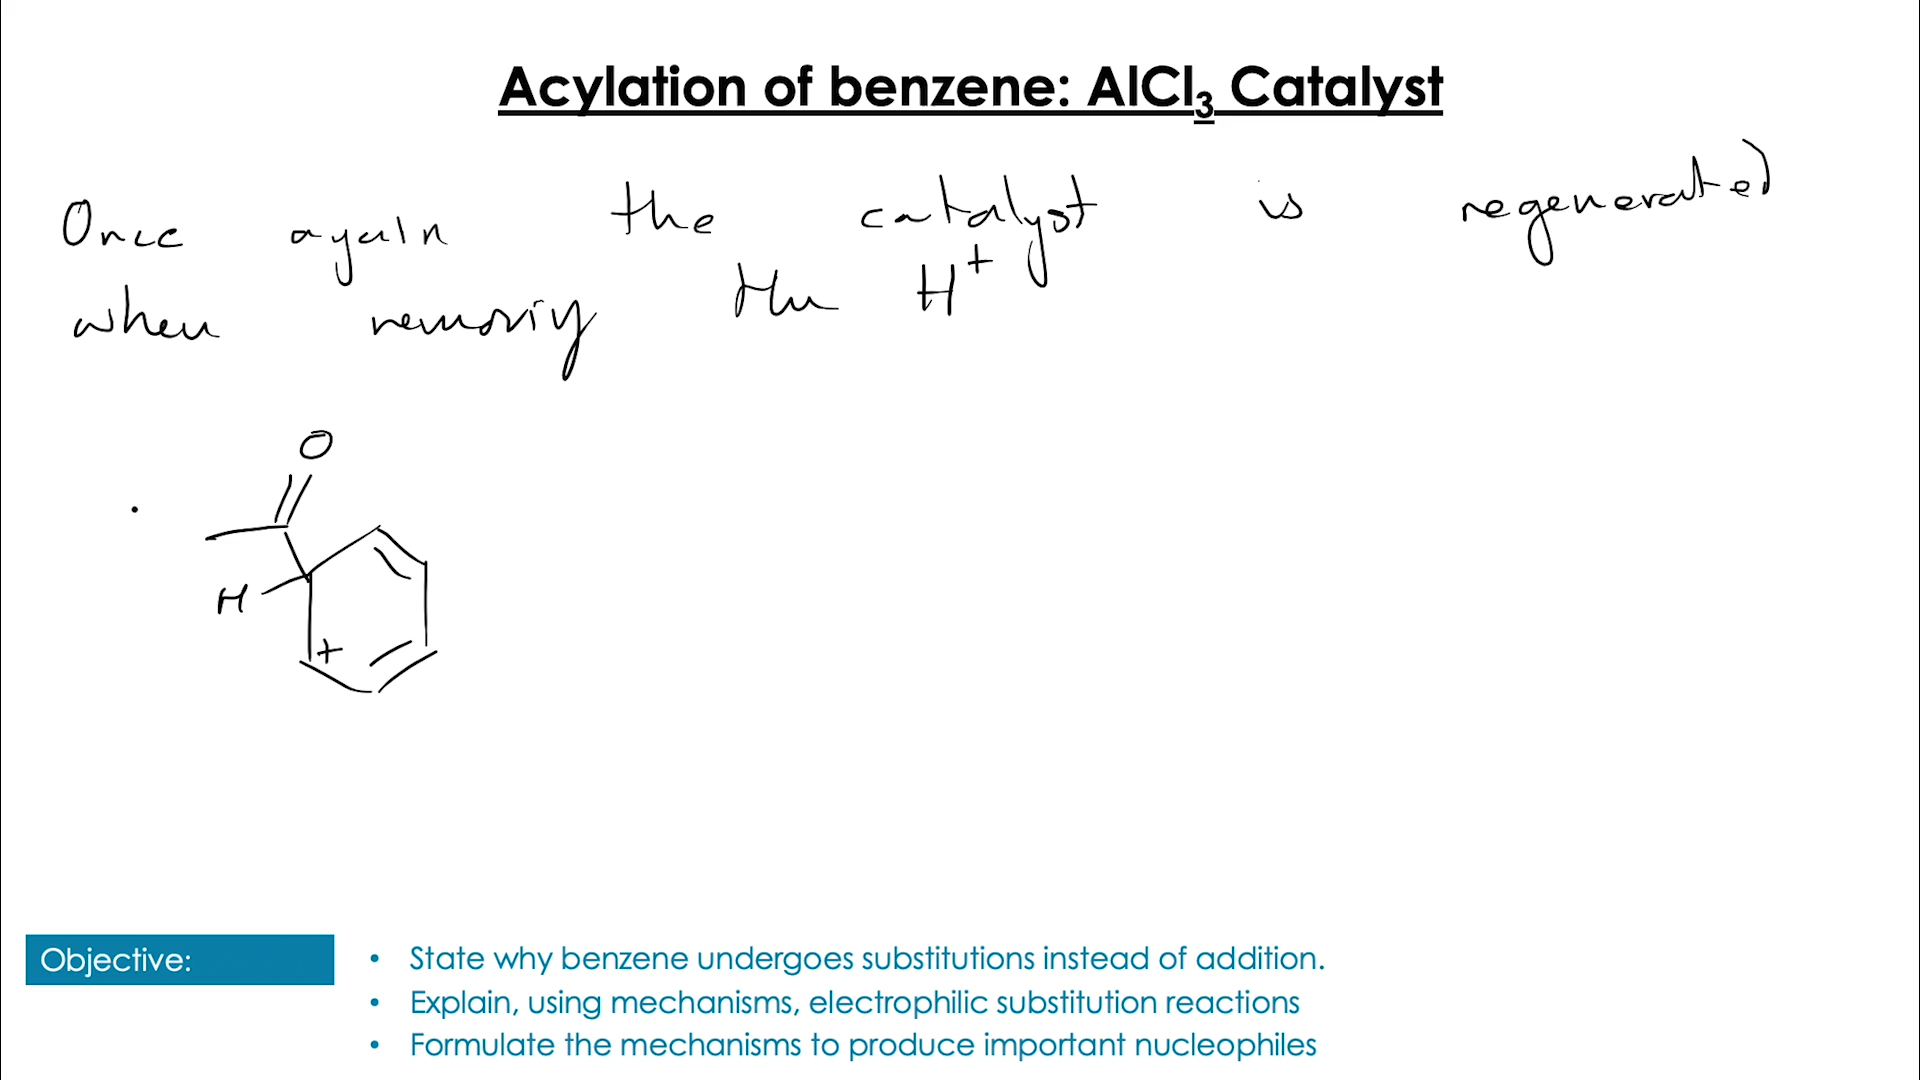 Acylation of benzene: AlCl₃ Catalyst
Once again the catalyst is regenerated
when removing the H⁺
O
H
+
Objective:
• State why benzene undergoes substitutions instead of addition.
• Explain, using mechanisms, electrophilic substitution reactions
• Formulate the mechanisms to produce important nucleophiles